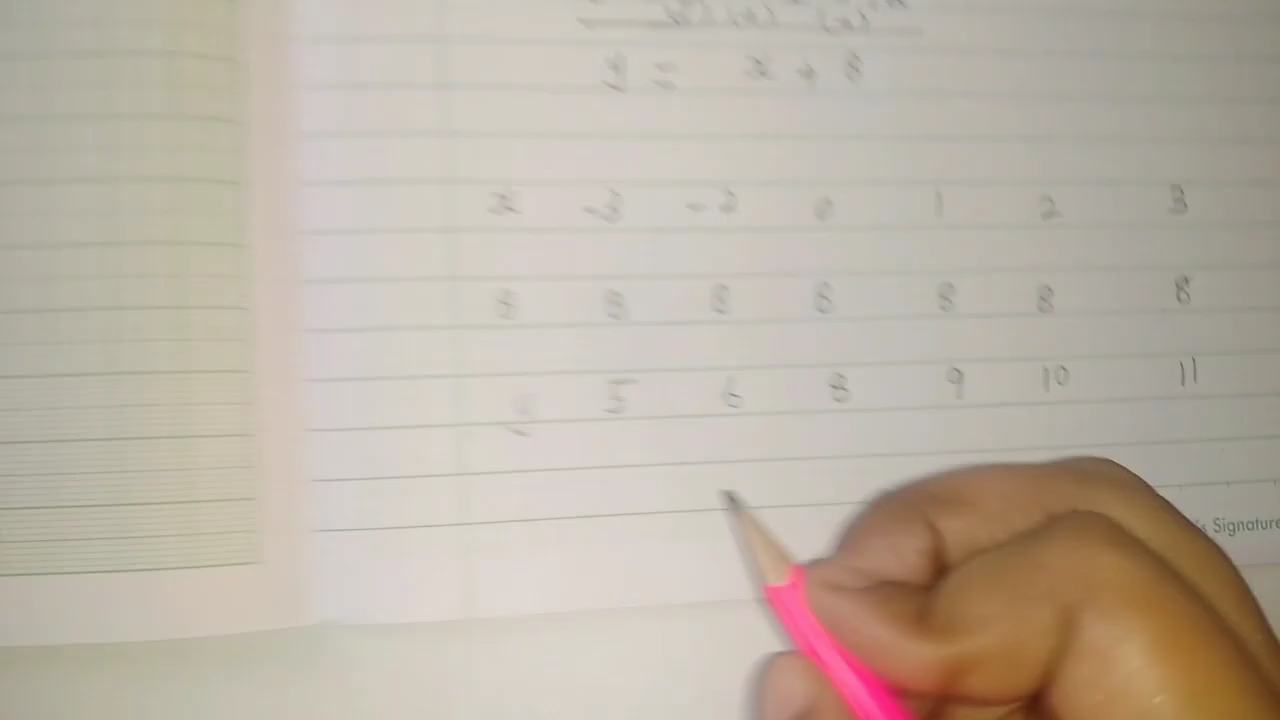 y = x + 8
x -3 -2 0 1 2 3
8 8 8 8 8 8 8
5 6 8 9 10 11
's Signature